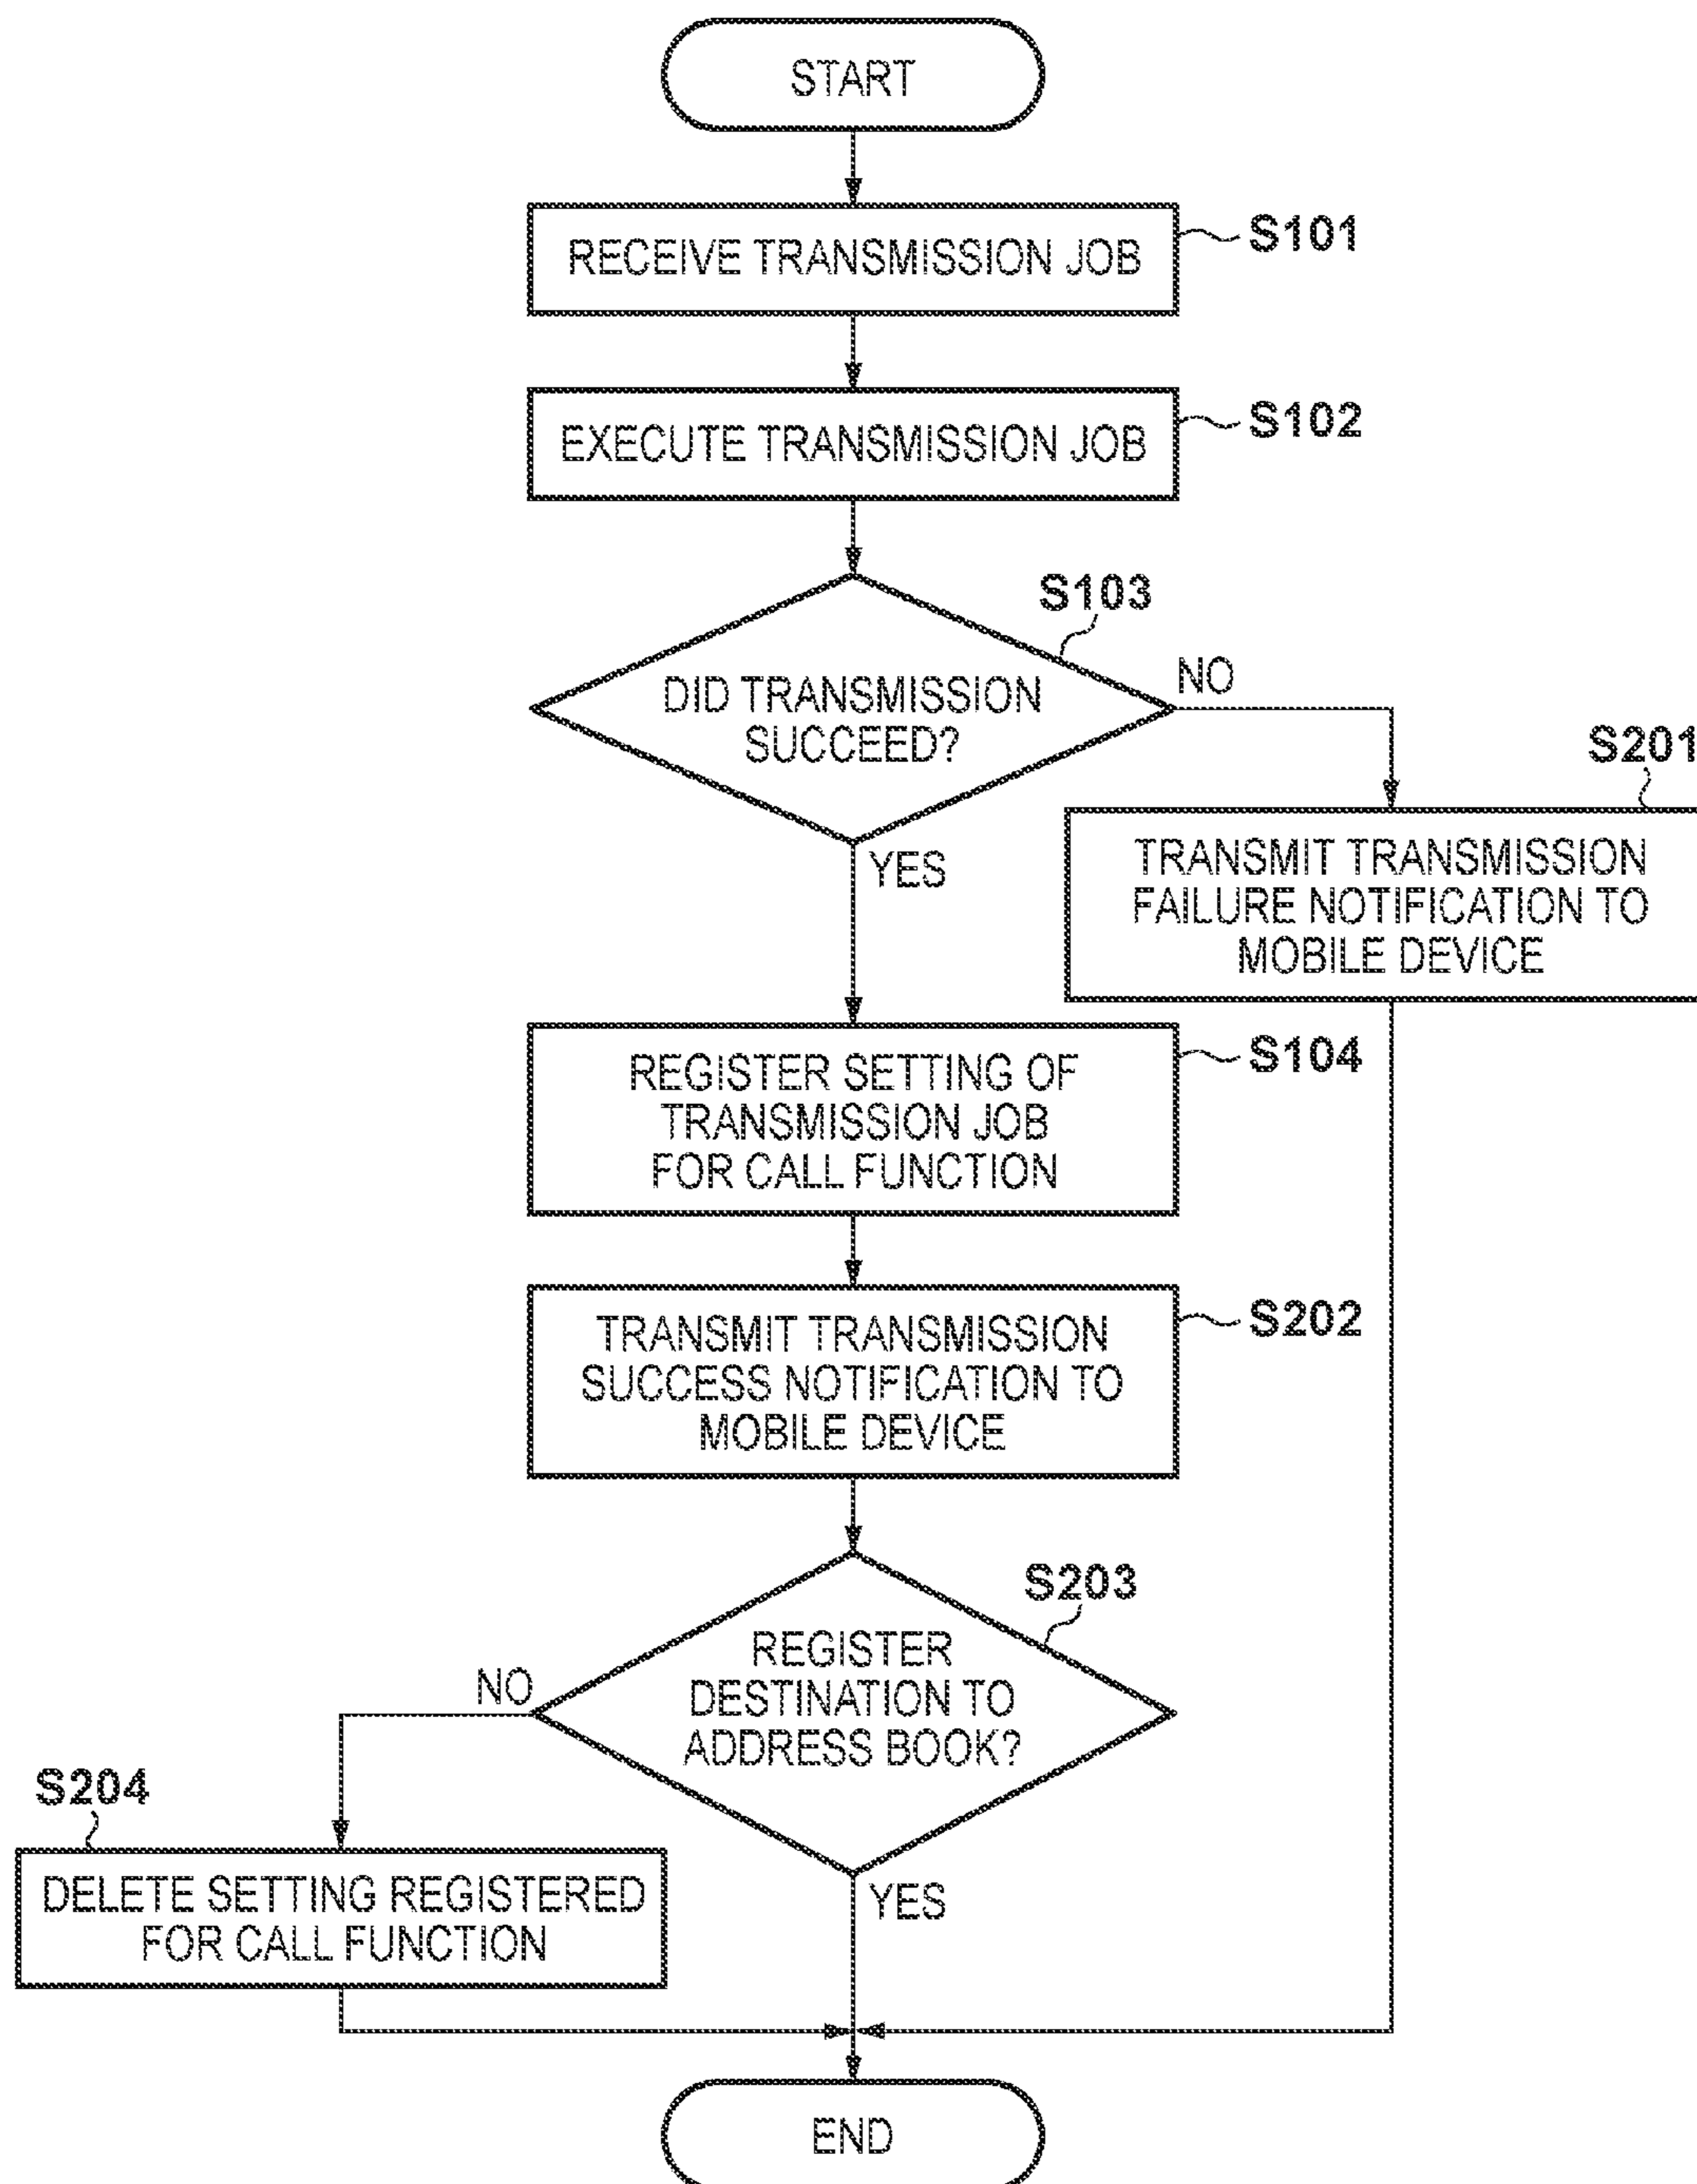 START
RECEIVE TRANSMISSION JOB
S101
EXECUTE TRANSMISSION JOB
S102
S103
DID TRANSMISSION
SUCCEED?
NO
YES
S201
TRANSMIT TRANSMISSION
FAILURE NOTIFICATION TO
MOBILE DEVICE
REGISTER SETTING OF
TRANSMISSION JOB
FOR CALL FUNCTION
S104
TRANSMIT TRANSMISSION
SUCCESS NOTIFICATION TO
MOBILE DEVICE
S202
S203
REGISTER
DESTINATION TO
ADDRESS BOOK?
NO
YES
S204
DELETE SETTING REGISTERED
FOR CALL FUNCTION
END